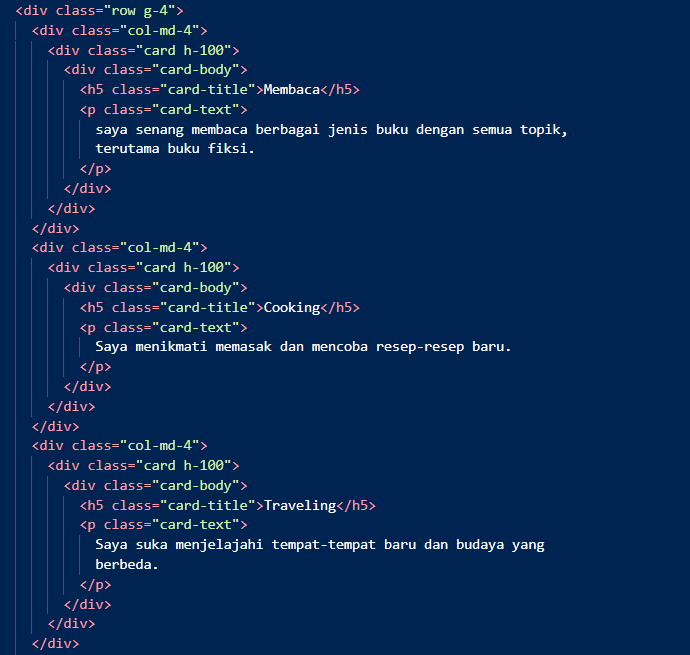 <div class="row g-4">
<div class="col-md-4">
<div class="card h-100">
<div class="card-body">
<h5 class="card-title">Membaca</h5>
<p class="card-text">
saya senang membaca berbagai jenis buku dengan semua topik,
terutama buku fiksi.
</p>
</div>
</div>
</div>
<div class="col-md-4">
<div class="card h-100">
<div class="card-body">
<h5 class="card-title">Cooking</h5>
<p class="card-text">
Saya menikmati memasak dan mencoba resep-resep baru.
</p>
</div>
</div>
</div>
<div class="col-md-4">
<div class="card h-100">
<div class="card-body">
<h5 class="card-title">Traveling</h5>
<p class="card-text">
Saya suka menjelajahi tempat-tempat baru dan budaya yang
berbeda.
</p>
</div>
</div>
</div>